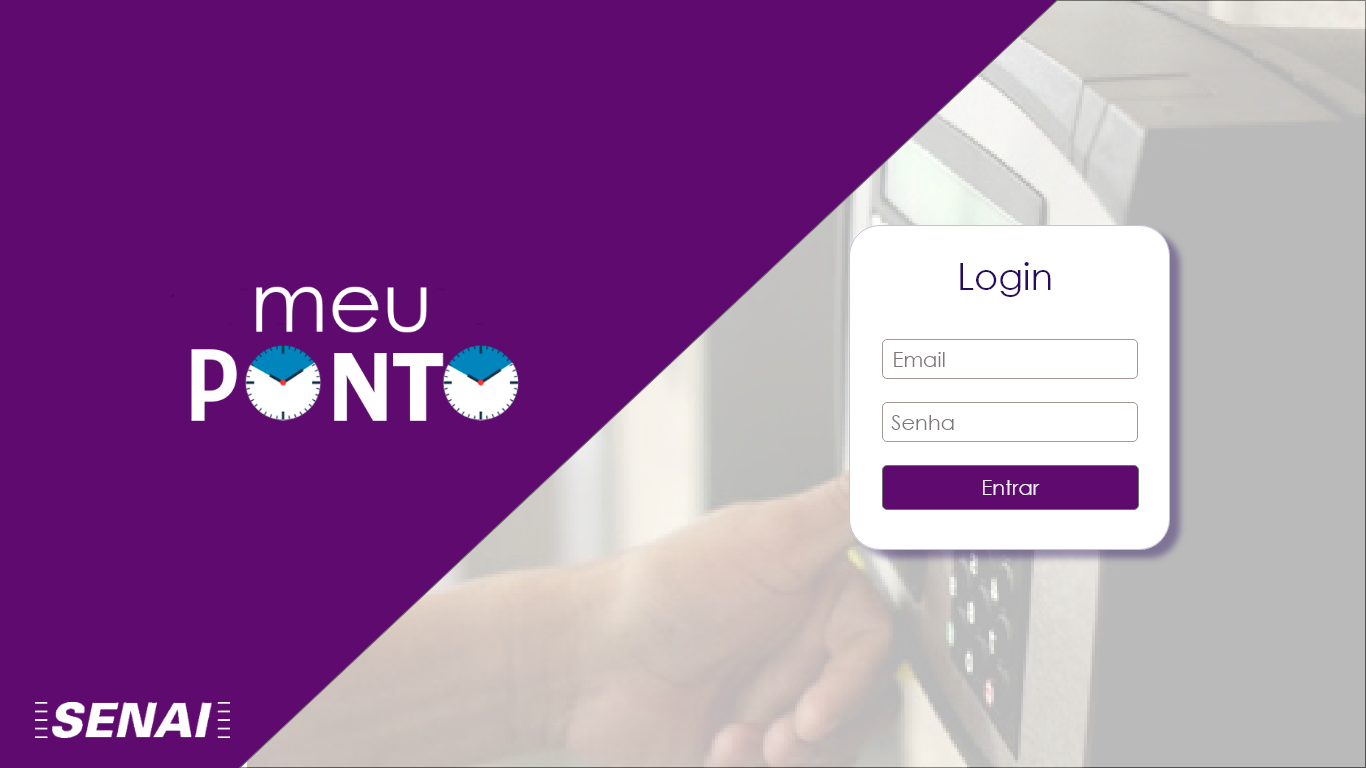 meu
PONTO
Login
Email
Senha
Entrar
SENAI